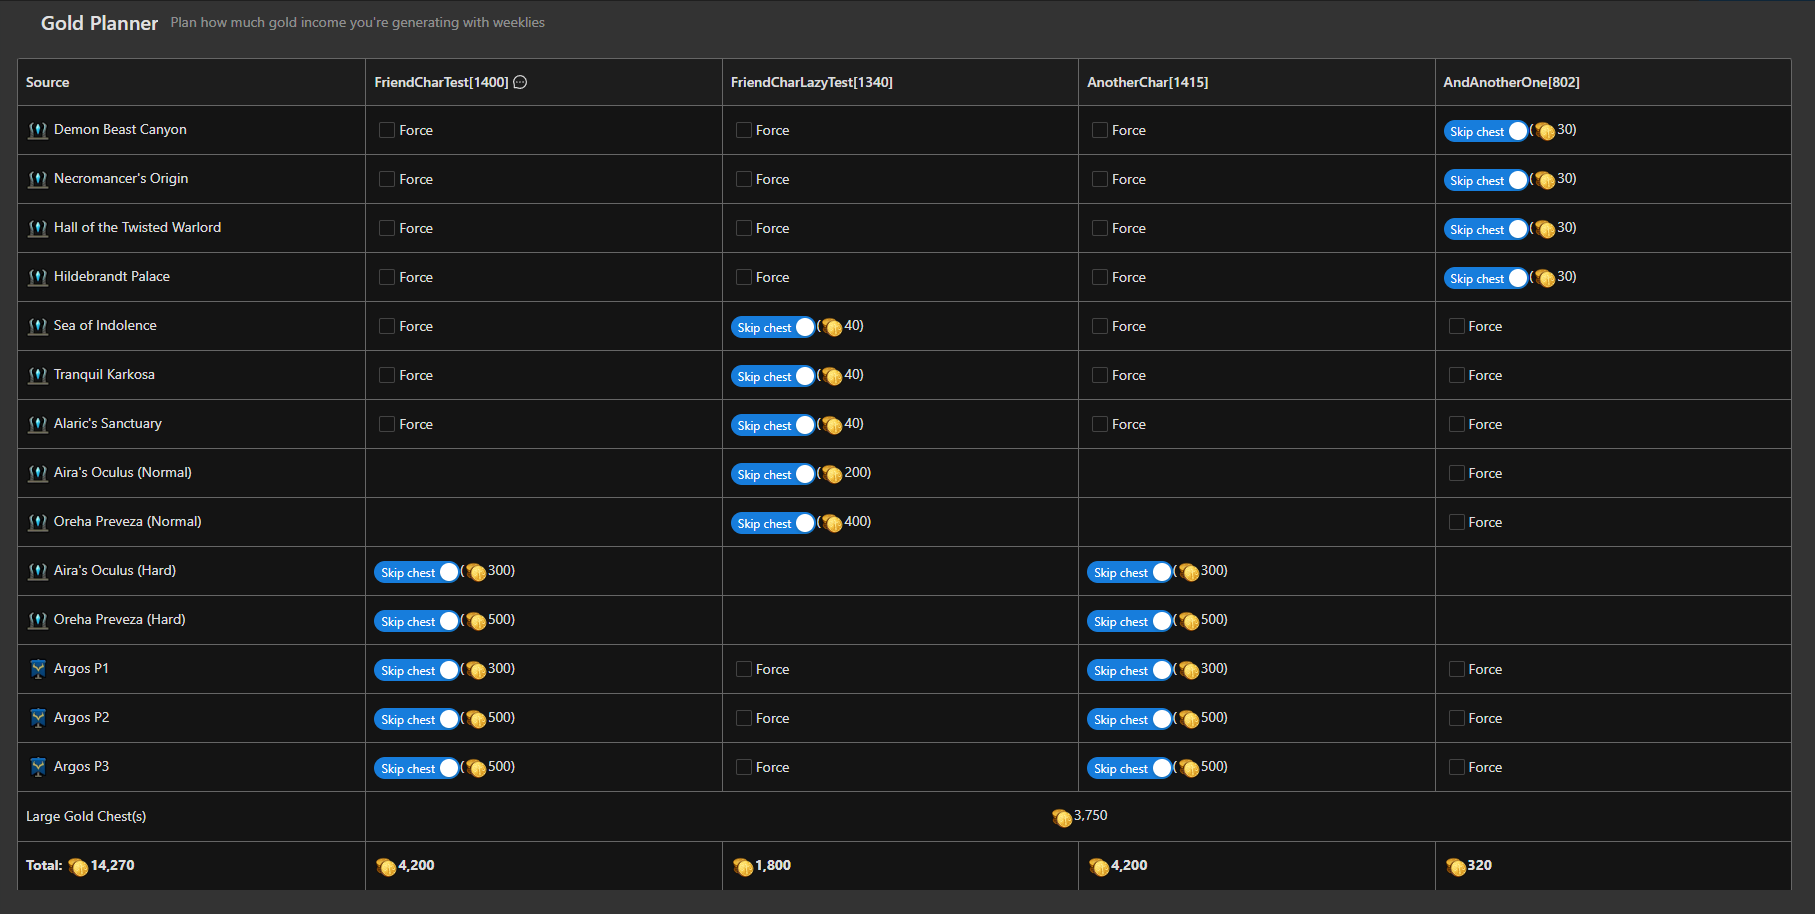 Gold Planner Plan how much gold income you're generating with weeklies
Source FriendCharTest[1400] FriendCharLazyTest[1340] AnotherChar[1415] AndAnotherOne[802]
Demon Beast Canyon Force Force Force Skip chest (30)
Necromancer's Origin Force Force Force Skip chest (30)
Hall of the Twisted Warlord Force Force Force Skip chest (30)
Hildebrandt Palace Force Force Force Skip chest (30)
Sea of Indolence Force Skip chest (40) Force Force
Tranquil Karkosa Force Skip chest (40) Force Force
Alaric's Sanctuary Force Skip chest (40) Force Force
Aira's Oculus (Normal) Skip chest (200) Force
Oreha Preveza (Normal) Skip chest (400) Force
Aira's Oculus (Hard) Skip chest (300) Skip chest (300)
Oreha Preveza (Hard) Skip chest (500) Skip chest (500)
Argos P1 Skip chest (300) Force Skip chest (300) Force
Argos P2 Skip chest (500) Force Skip chest (500) Force
Argos P3 Skip chest (500) Force Skip chest (500) Force
Large Gold Chest(s) 3,750
Total: 14,270 4,200 1,800 4,200 320